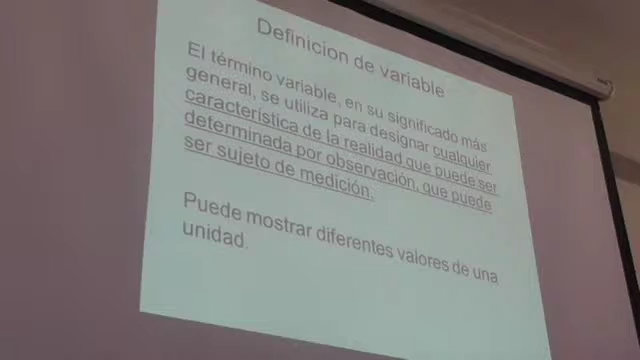 Definicion de variable
El término variable, en su significado más
general, se utiliza para designar cualquier
característica de la realidad que puede ser
determinada por observación, que puede
ser sujeto de medición.
Puede mostrar diferentes valores de una
unidad.